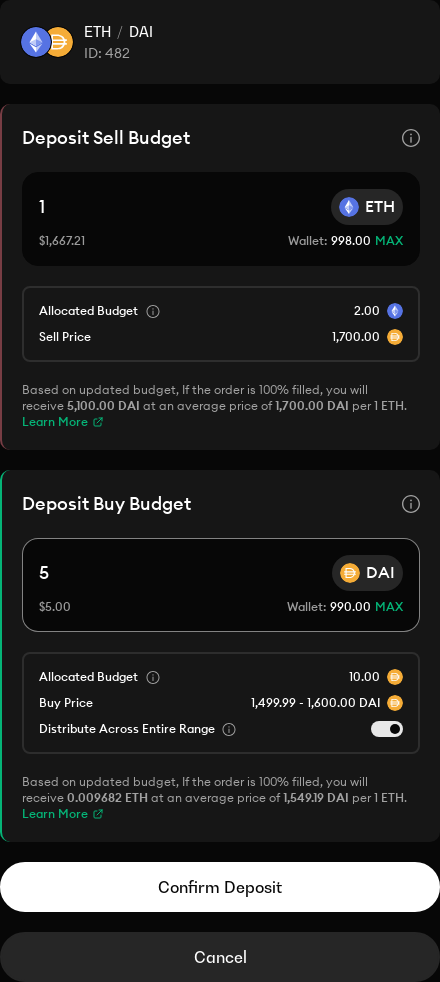 ETH / DAI
ID: 482
Deposit Sell Budget
1
ETH
$1,667.21
Wallet: 998.00 MAX
Allocated Budget
2.00
Sell Price
1,700.00
Based on updated budget, If the order is 100% filled, you will
receive 5,100.00 DAI at an average price of 1,700.00 DAI per 1 ETH.
Learn More
Deposit Buy Budget
5
DAI
$5.00
Wallet: 990.00 MAX
Allocated Budget
10.00
Buy Price
1,499.99 - 1,600.00 DAI
Distribute Across Entire Range
Based on updated budget, If the order is 100% filled, you will
receive 0.009682 ETH at an average price of 1,549.19 DAI per 1 ETH.
Learn More
Confirm Deposit
Cancel